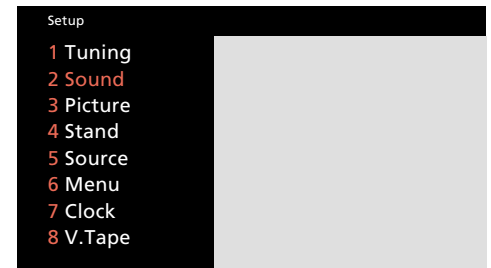 Setup
1 Tuning
2 Sound
3 Picture
4 Stand
5 Source
6 Menu
7 Clock
8 V.Tape